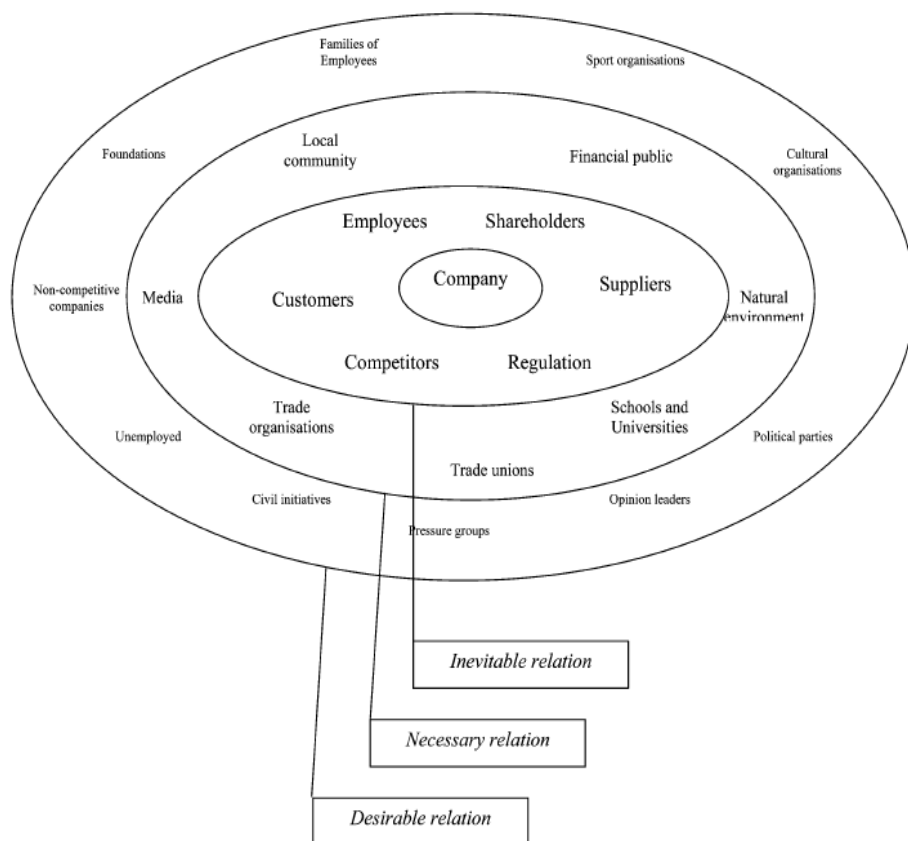 Families of
Employees
Sport organisations
Local
community
Foundations
Financial public
Cultural
organisations
Employees
Shareholders
Company
Suppliers
Customers
Non-competitive
companies
Media
Natural
environment
Competitors
Regulation
Trade
organisations
Schools and
Universities
Unemployed
Political parties
Trade unions
Civil initiatives
Opinion leaders
Pressure groups
Inevitable relation
Necessary relation
Desirable relation